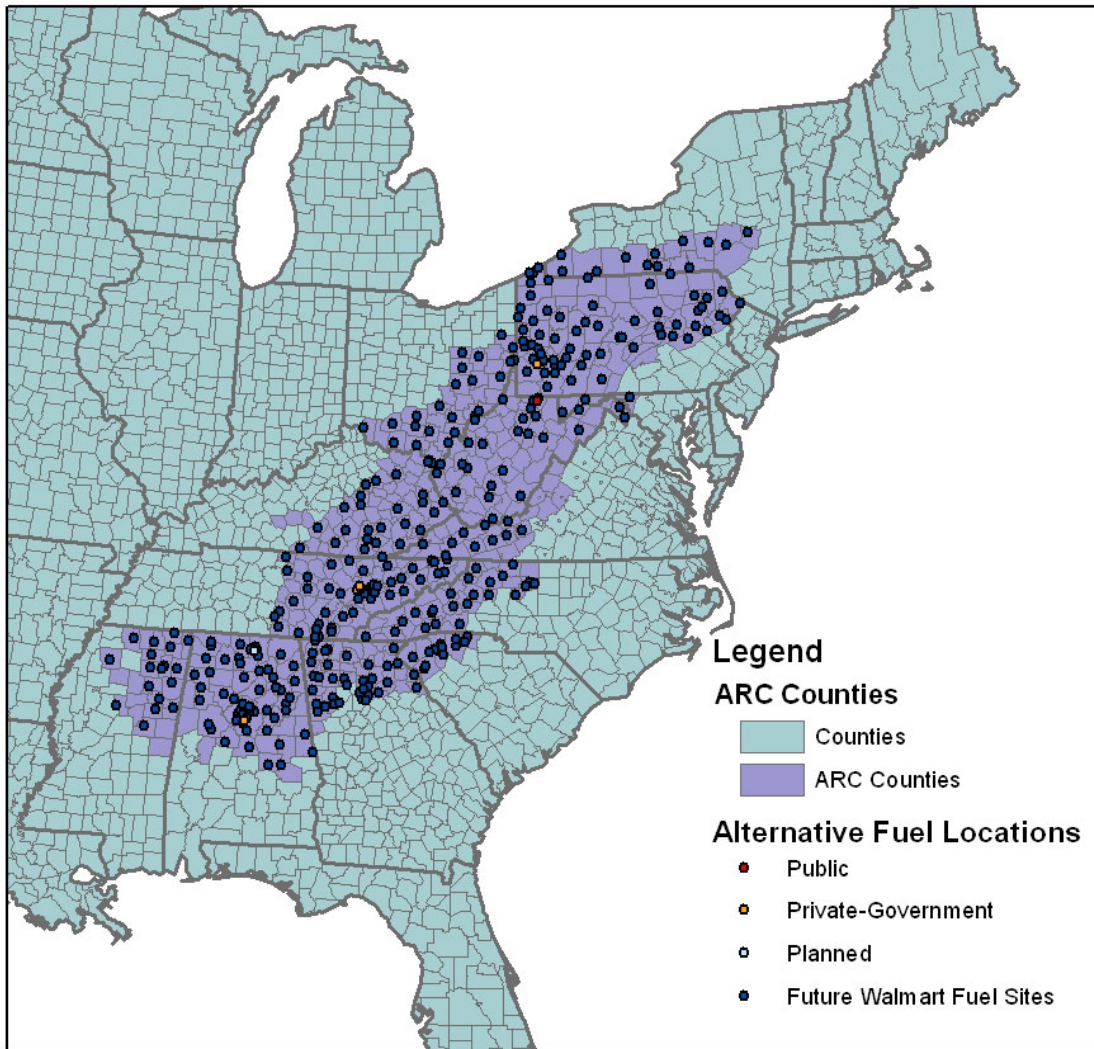 Legend
ARC Counties
Counties
ARC Counties
Alternative Fuel Locations
Public
Private-Government
Planned
Future Walmart Fuel Sites